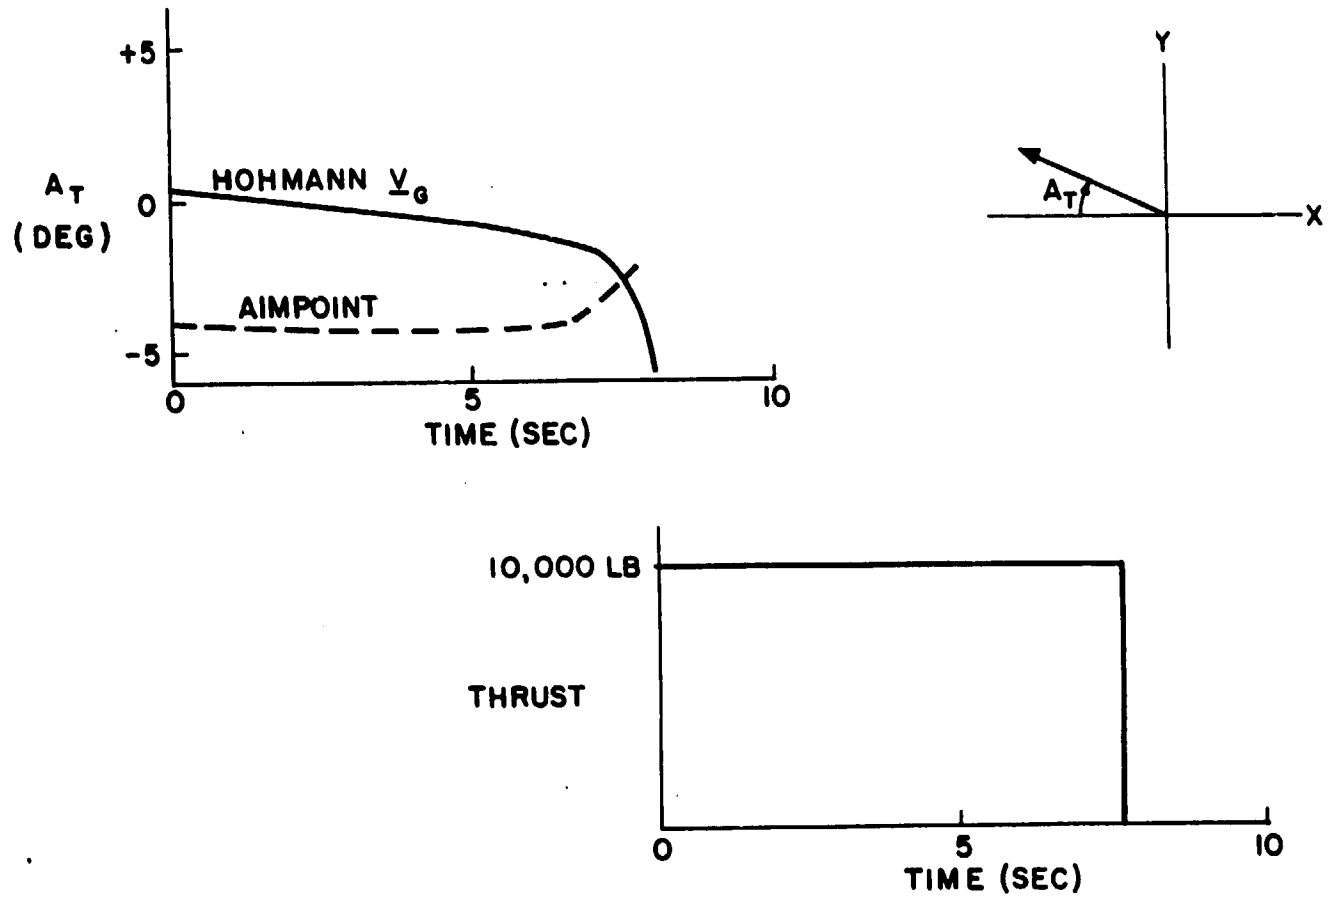 +5
A_T
(DEG)
0
-5
HOHMANN V_G
AIMPOINT
0
5
10
TIME (SEC)
Y
A_T
X
10,000 LB
THRUST
0
5
10
TIME (SEC)